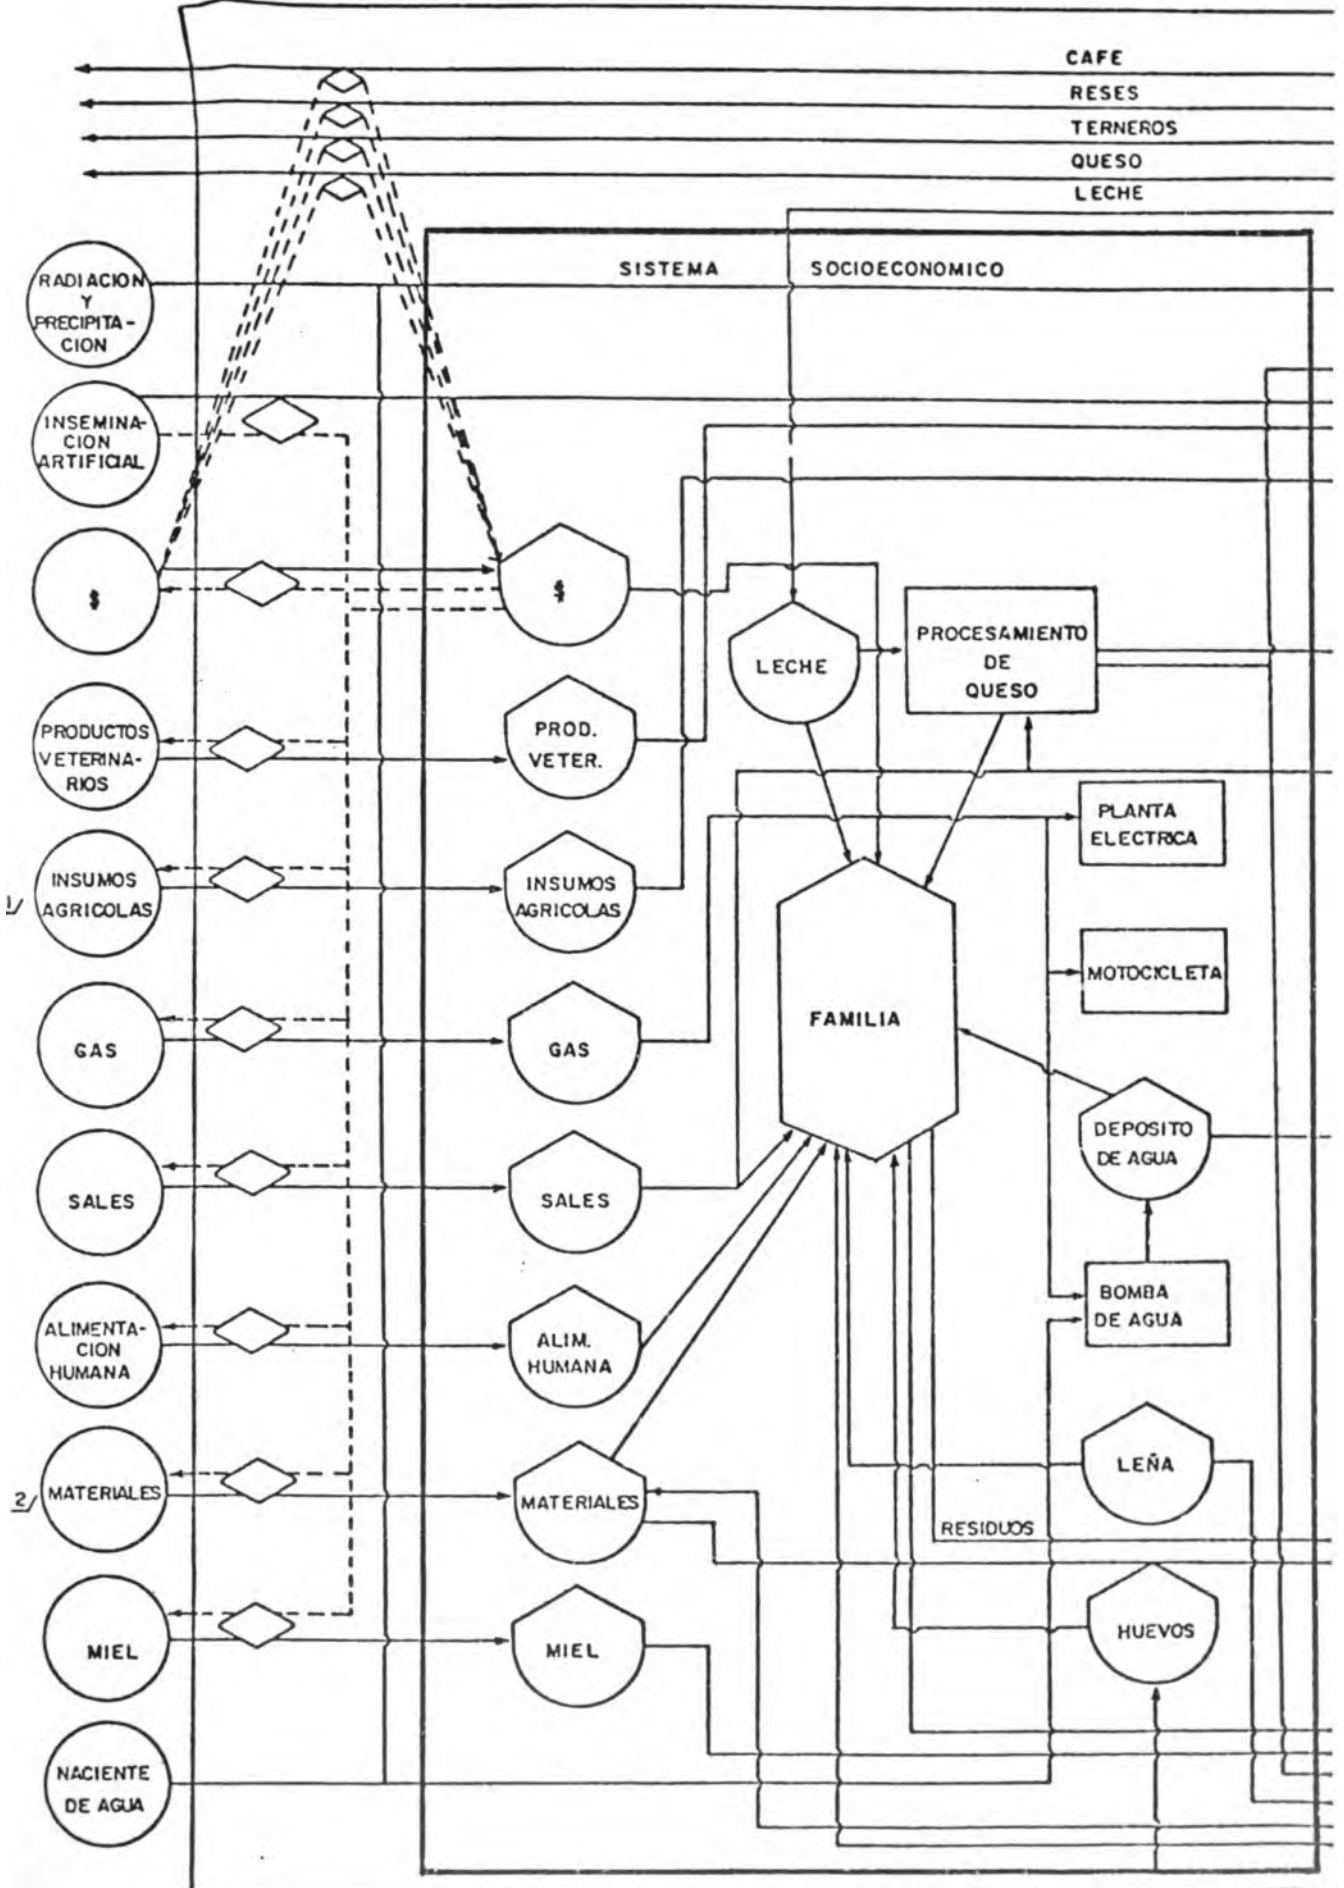 CAFE
RESES
TERNEROS
QUESO
LECHE
SISTEMA SOCIOECONOMICO
RADIACION
Y
PRECIPITA-
CION
INSEMINA-
CION
ARTIFICIAL
$
$
LECHE
PROCESAMIENTO
DE
QUESO
PRODUCTOS
VETERINA-
RIOS
PROD.
VETER.
PLANTA
ELECTRICA
1/
INSUMOS
AGRICOLAS
INSUMOS
AGRICOLAS
MOTOCICLETA
FAMILIA
GAS
GAS
DEPOSITO
DE AGUA
SALES
SALES
BOMBA
DE AGUA
ALIMENTA-
CION
HUMANA
ALIM.
HUMANA
LEÑA
2/
MATERIALES
MATERIALES
RESIDUOS
HUEVOS
MIEL
MIEL
NACIENTE
DE AGUA